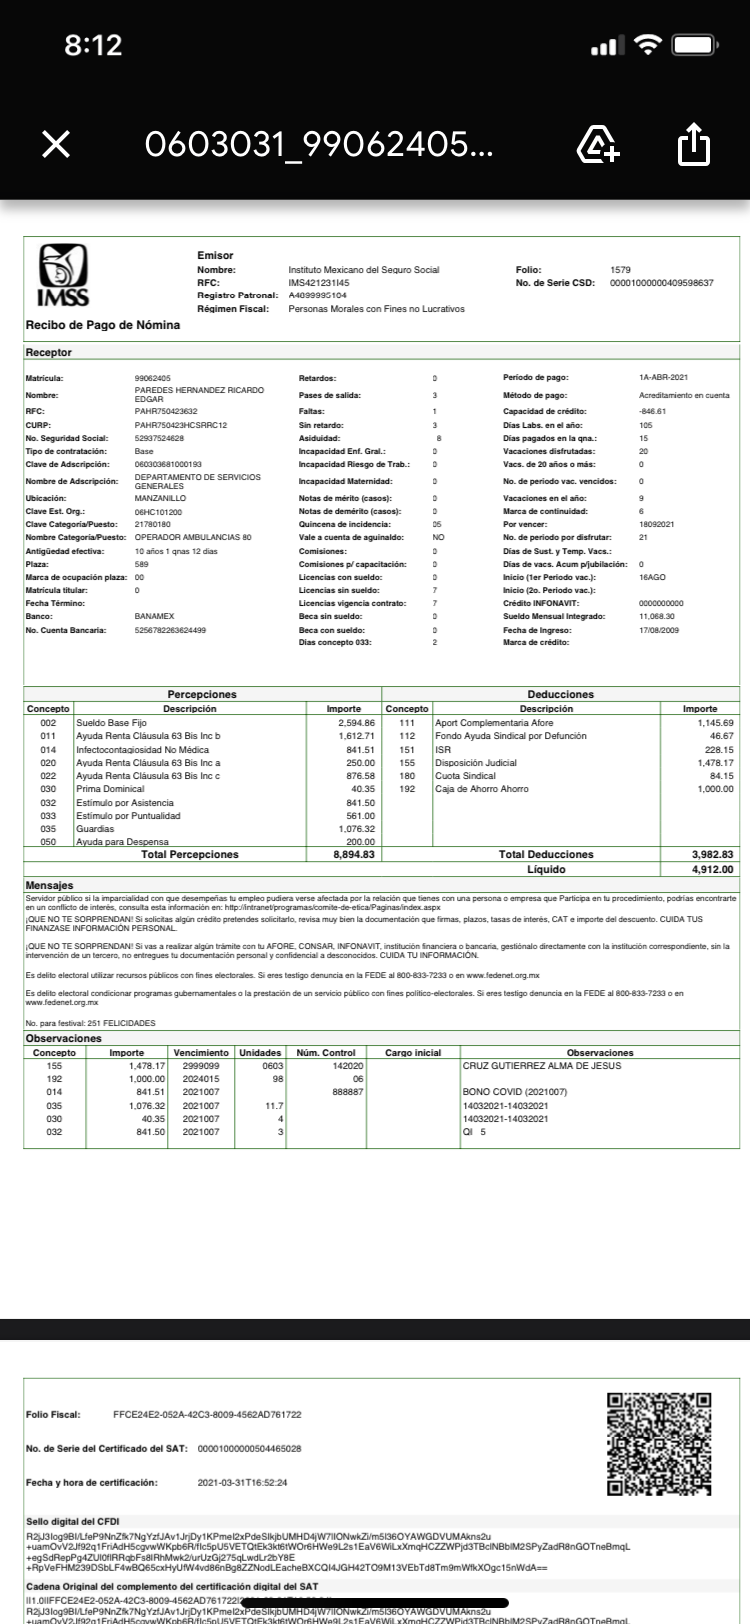 8:12
0603031_99062405...
IMSS
Emisor
Nombre: Instituto Mexicano del Seguro Social Folio: 1579
RFC: IMS421231I45 No. de Serie CSD: 00001000000409598637
Registro Patronal: A4099995104
Régimen Fiscal: Personas Morales con Fines no Lucrativos
Recibo de Pago de Nómina
Receptor
Matrícula: 99062405 Retardos: 0 Período de pago: 1A-ABR-2021
Nombre: PAREDES HERNANDEZ RICARDO EDGAR Pases de salida: 3 Método de pago: Acreditamiento en cuenta
RFC: PAHR750423632 Faltas: 1 Capacidad de crédito: -846.61
CURP: PAHR750423HCSRRC12 Sin retardo: 3 Días Labs. en el año: 105
No. Seguridad Social: 52937524628 Asiduidad: 8 Días pagados en la qna.: 15
Tipo de contratación: Base Incapacidad Enf. Gral.: 0 Vacaciones disfrutadas: 20
Clave de Adscripción: 060303681000193 Incapacidad Riesgo de Trab.: 0 Vacs. de 20 años o más: 0
Nombre de Adscripción: DEPARTAMENTO DE SERVICIOS GENERALES Incapacidad Maternidad: 0 No. de periodo vac. vencidos: 0
Ubicación: MANZANILLO Notas de mérito (casos): 0 Vacaciones en el año: 9
Clave Est. Org.: 06HC101200 Notas de demérito (casos): 0 Marca de continuidad: 6
Clave Categoría/Puesto: 21780180 Quincena de incidencia: 05 Por vencer: 18092021
Nombre Categoría/Puesto: OPERADOR AMBULANCIAS 80 Vale a cuenta de aguinaldo: NO No. de periodo por disfrutar: 21
Antigüedad efectiva: 10 años 1 qnas 12 dias Comisiones: 0 Días de Sust. y Temp. Vacs.:
Plaza: 589 Comisiones p/ capacitación: 0 Días de vacs. Acum p/jubilación: 0
Marca de ocupación plaza: 00 Licencias con sueldo: 0 Inicio (1er Periodo vac.): 16AGO
Matrícula titular: 0 Licencias sin sueldo: 7 Inicio (2o. Periodo vac.):
Fecha Término: Licencias vigencia contrato: 7 Crédito INFONAVIT: 0000000000
Banco: BANAMEX Beca sin sueldo: 0 Sueldo Mensual Integrado: 11,068.30
No. Cuenta Bancaria: 5256782263624499 Beca con sueldo: 0 Fecha de Ingreso: 17/08/2009
Días concepto 033: 2 Marca de crédito:
Percepciones Deducciones
Concepto Descripción Importe Concepto Descripción Importe
002 Sueldo Base Fijo 2,594.86 111 Aport Complementaria Afore 1,145.69
011 Ayuda Renta Cláusula 63 Bis Inc b 1,612.71 112 Fondo Ayuda Sindical por Defunción 46.67
014 Infectocontagiosidad No Médica 841.51 151 ISR 228.15
020 Ayuda Renta Cláusula 63 Bis Inc a 250.00 155 Disposición Judicial 1,478.17
022 Ayuda Renta Cláusula 63 Bis Inc c 876.58 180 Cuota Sindical 84.15
030 Prima Dominical 40.35 192 Caja de Ahorro Ahorro 1,000.00
032 Estímulo por Asistencia 841.50
033 Estímulo por Puntualidad 561.00
035 Guardias 1,076.32
050 Ayuda para Despensa 200.00
Total Percepciones 8,894.83 Total Deducciones 3,982.83
Líquido 4,912.00
Mensajes
Servidor público si la imparcialidad con que desempeñas tu empleo pudiera verse afectada por la relación que tienes con una persona o empresa que Participa en tu procedimiento, podrías encontrarte
en un conflicto de interés, consulta esta información en: http://intranet/programas/comite-de-etica/Paginas/index.aspx
¡QUE NO TE SORPRENDAN! Si solicitas algún crédito pretendes solicitarlo, revisa muy bien la documentación que firmas, plazos, tasas de interés, CAT e importe del descuento. CUIDA TUS
FINANZASE INFORMACIÓN PERSONAL.
¡QUE NO TE SORPRENDAN! Si vas a realizar algún trámite con tu AFORE, CONSAR, INFONAVIT, institución financiera o bancaria, gestiónalo directamente con la institución correspondiente, sin la
intervención de un tercero, no entregues tu documentación personal y confidencial a desconocidos. CUIDA TU INFORMACIÓN.
Es delito electoral utilizar recursos públicos con fines electorales. Si eres testigo denuncia en la FEDE al 800-833-7233 o en www.fedenet.org.mx
Es delito electoral condicionar programas gubernamentales o la prestación de un servicio público con fines político-electorales. Si eres testigo denuncia en la FEDE al 800-833-7233 o en
www.fedenet.org.mx
No. para festival: 251 FELICIDADES
Observaciones
Concepto Importe Vencimiento Unidades Núm. Control Cargo inicial Observaciones
155 1,478.17 2999099 0603 142020 CRUZ GUTIERREZ ALMA DE JESUS
192 1,000.00 2024015 98 06
014 841.51 2021007 888887 BONO COVID (2021007)
035 1,076.32 2021007 11.7 14032021-14032021
030 40.35 2021007 4 14032021-14032021
032 841.50 2021007 3 QI 5
Folio Fiscal: FFCE24E2-052A-42C3-8009-4562AD761722
No. de Serie del Certificado del SAT: 00001000000504465028
Fecha y hora de certificación: 2021-03-31T16:52:24
Sello digital del CFDI
Cadena Original del complemento del certificación digital del SAT